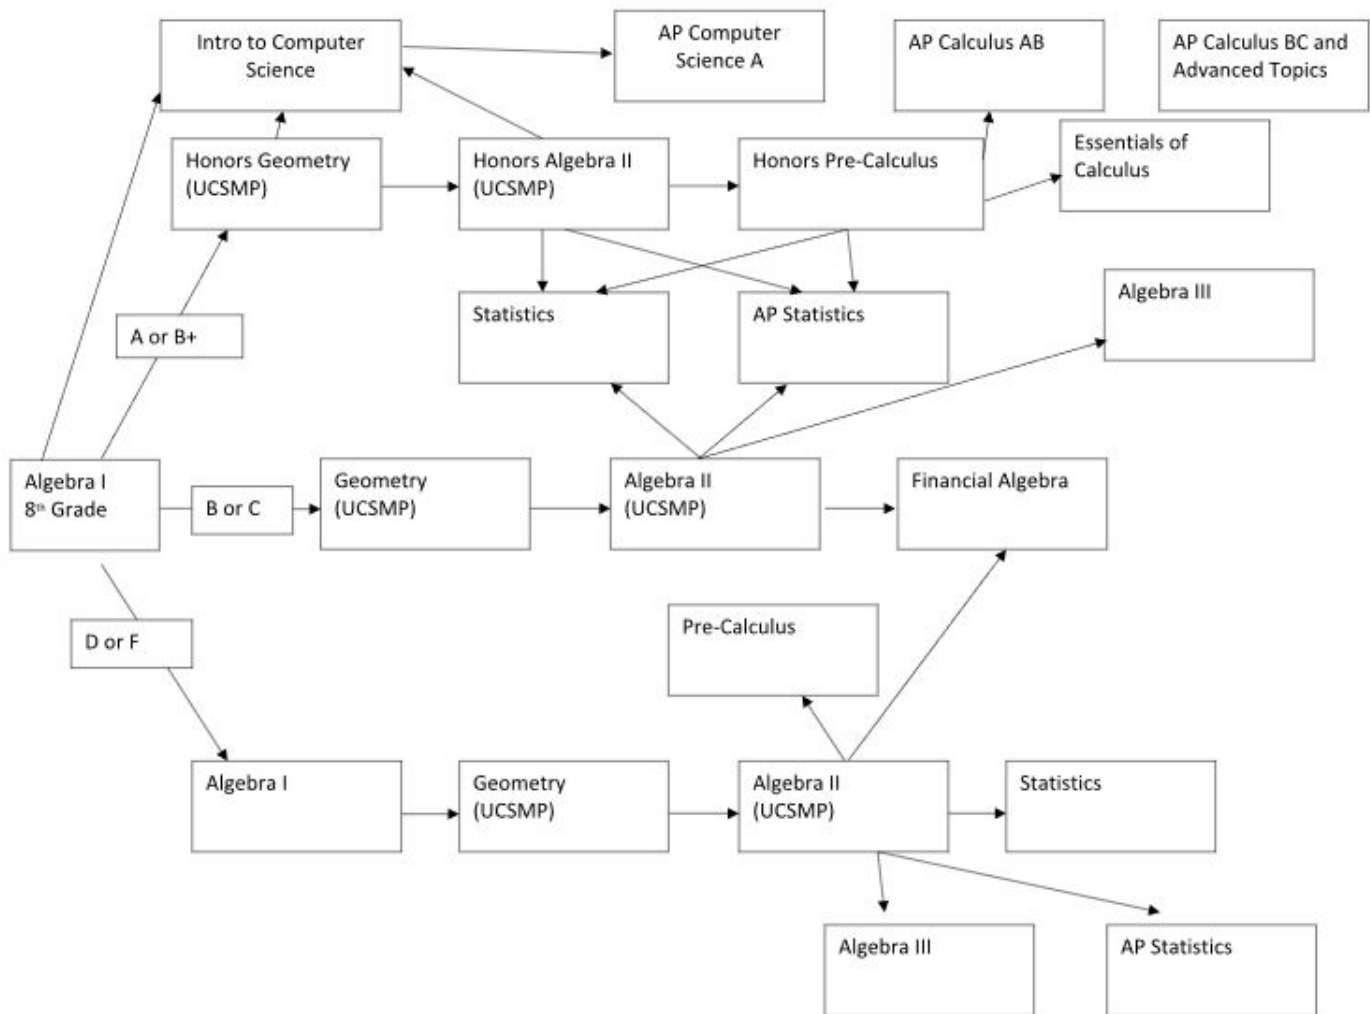 Intro to Computer
Science
AP Computer
Science A
AP Calculus AB
AP Calculus BC and
Advanced Topics
Honors Geometry
(UCSMP)
Honors Algebra II
(UCSMP)
Honors Pre-Calculus
Essentials of
Calculus
Statistics
AP Statistics
Algebra III
A or B+
Algebra I
8th Grade
B or C
Geometry
(UCSMP)
Algebra II
(UCSMP)
Financial Algebra
D or F
Pre-Calculus
Algebra I
Geometry
(UCSMP)
Algebra II
(UCSMP)
Statistics
Algebra III
AP Statistics